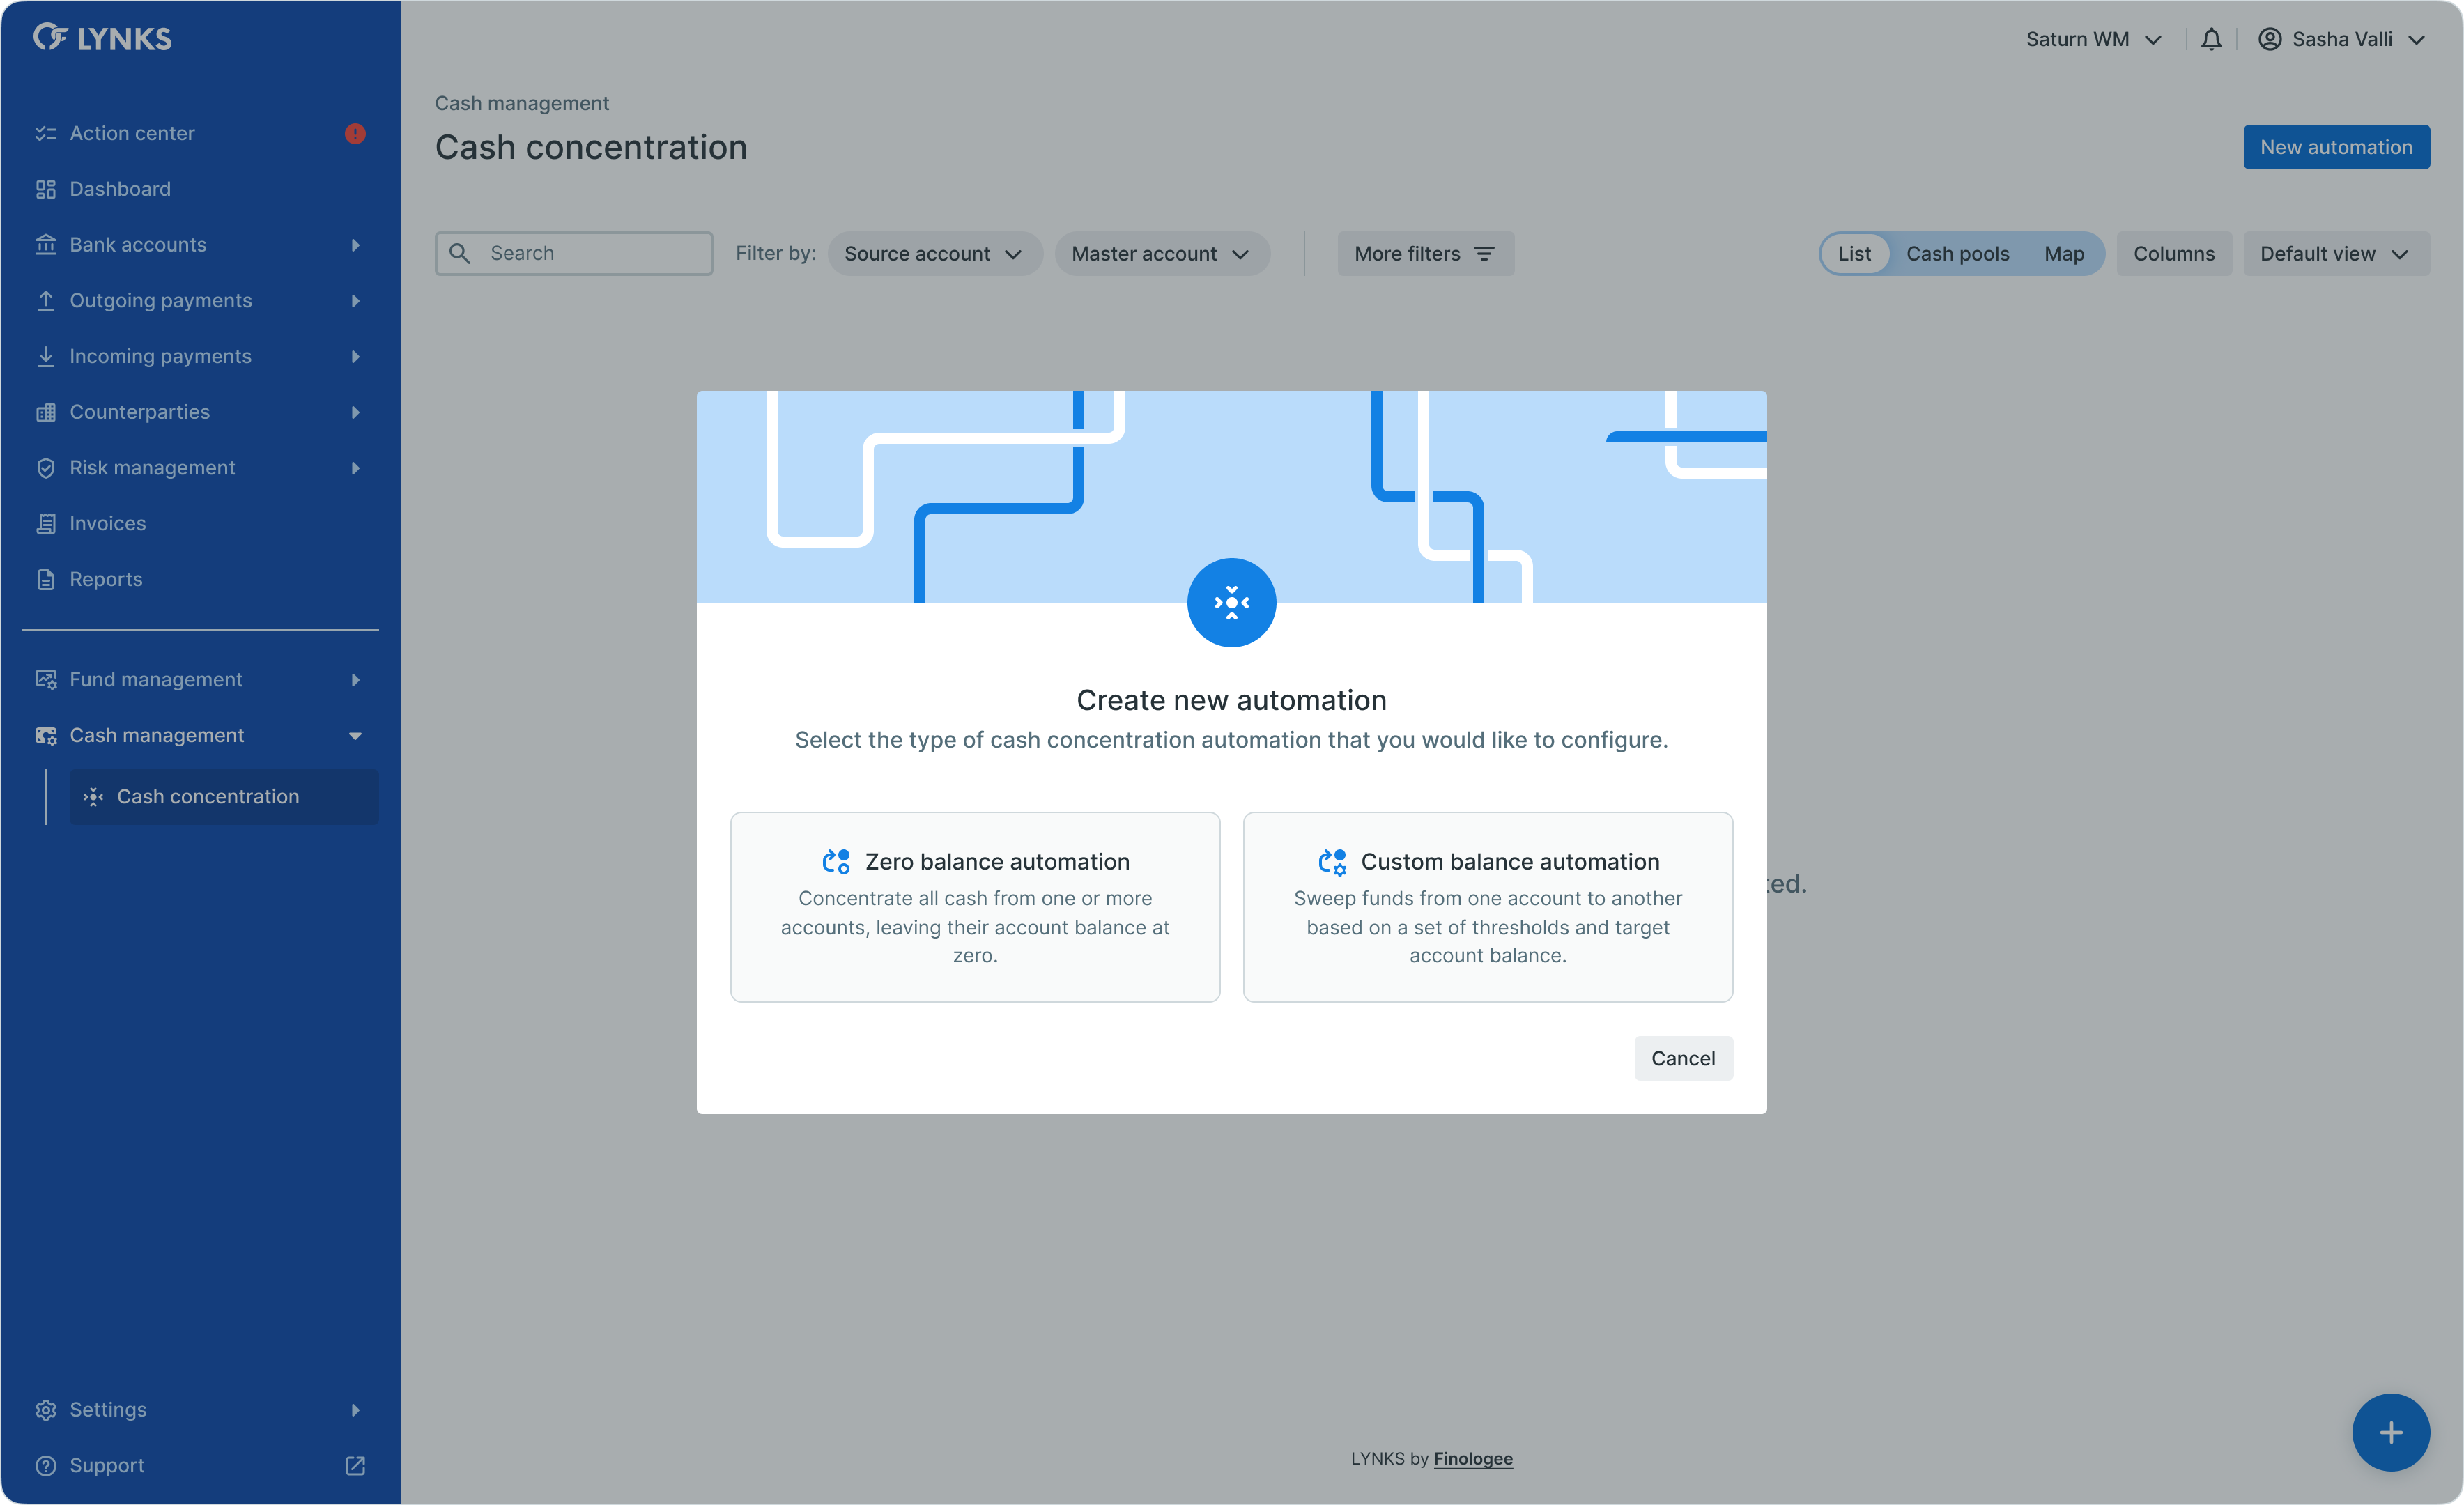 LYNKS
Saturn WM
Sasha Valli
Action center
Dashboard
Bank accounts
Outgoing payments
Incoming payments
Counterparties
Risk management
Invoices
Reports
Fund management
Cash management
Cash concentration
Settings
Support
Cash management
Cash concentration
New automation
Search
Filter by:
Source account
Master account
More filters
List
Cash pools
Map
Columns
Default view
Create new automation
Select the type of cash concentration automation that you would like to configure.
Zero balance automation
Concentrate all cash from one or more
accounts, leaving their account balance at
zero.
Custom balance automation
Sweep funds from one account to another
based on a set of thresholds and target
account balance.
Cancel
LYNKS by Finologee